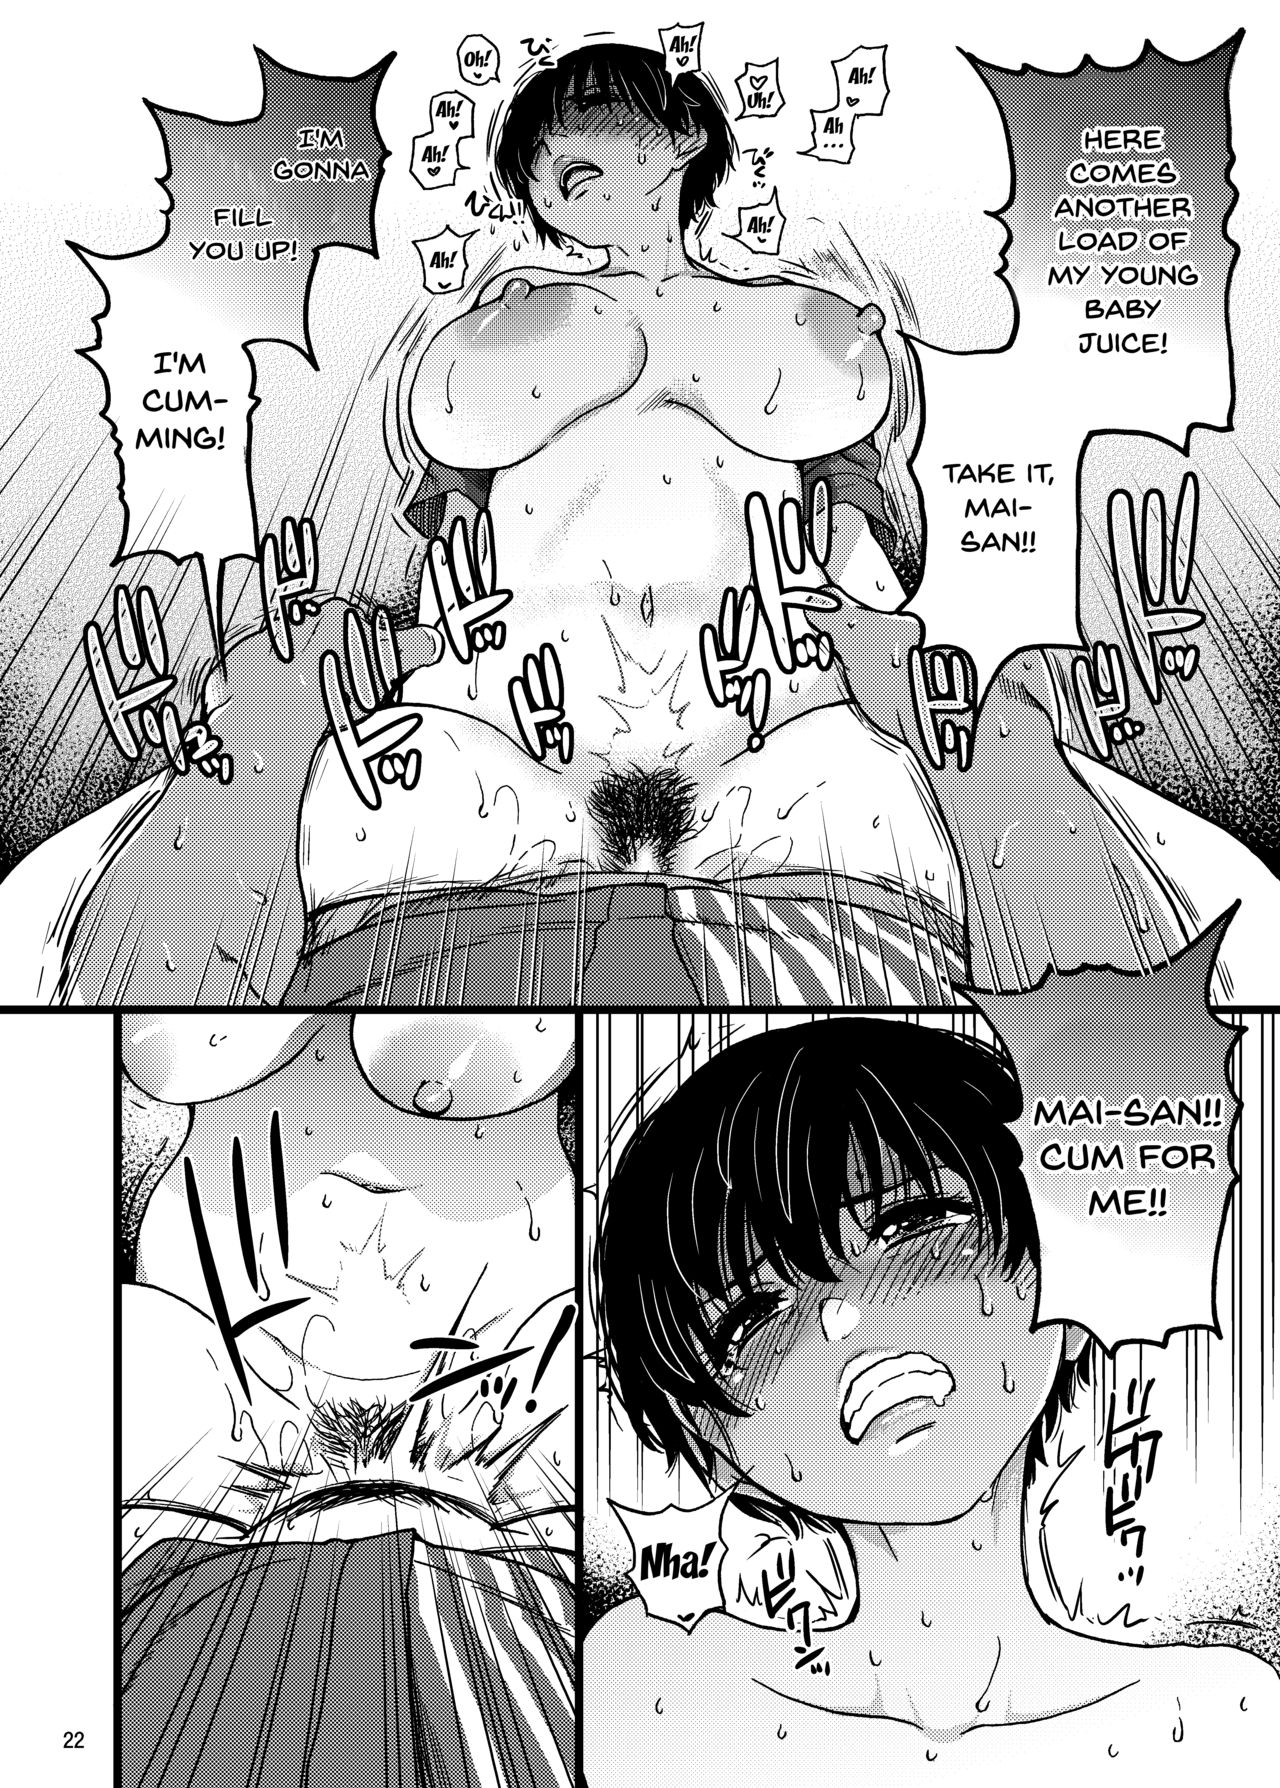 HERE
COMES
ANOTHER
LOAD OF
MY YOUNG
BABY
JUICE!
TAKE IT,
MAI-
SAN!!
Ah!
Uh!
Ah!
Ah
...
Ah!
Oh!
Ah!
Ah!
Ah!
I'M
GONNA
FILL
YOU UP!
I'M
CUM-
MING!
MAI-SAN!!
CUM FOR
ME!!
Nha!
22